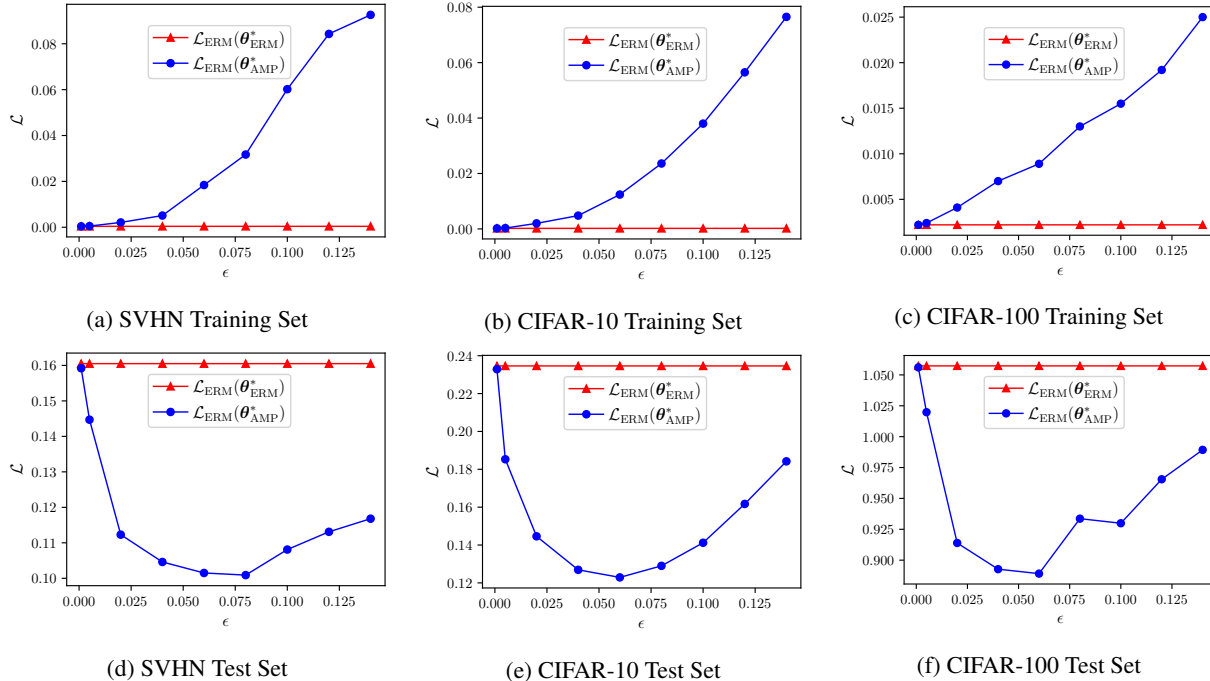 0.08
0.06
0.04
0.02
0.00
ℒ
ℒ_ERM(θ*_ERM)
ℒ_ERM(θ*_AMP)
0.000 0.025 0.050 0.075 0.100 0.125
ϵ
(a) SVHN Training Set
0.08
0.06
0.04
0.02
0.00
ℒ
ℒ_ERM(θ*_ERM)
ℒ_ERM(θ*_AMP)
0.000 0.025 0.050 0.075 0.100 0.125
ϵ
(b) CIFAR-10 Training Set
0.025
0.020
0.015
0.010
0.005
ℒ
ℒ_ERM(θ*_ERM)
ℒ_ERM(θ*_AMP)
0.000 0.025 0.050 0.075 0.100 0.125
ϵ
(c) CIFAR-100 Training Set
0.16
0.15
0.14
0.13
0.12
0.11
0.10
ℒ
ℒ_ERM(θ*_ERM)
ℒ_ERM(θ*_AMP)
0.000 0.025 0.050 0.075 0.100 0.125
ϵ
(d) SVHN Test Set
0.24
0.22
0.20
0.18
0.16
0.14
0.12
ℒ
ℒ_ERM(θ*_ERM)
ℒ_ERM(θ*_AMP)
0.000 0.025 0.050 0.075 0.100 0.125
ϵ
(e) CIFAR-10 Test Set
1.050
1.025
1.000
0.975
0.950
0.925
0.900
ℒ
ℒ_ERM(θ*_ERM)
ℒ_ERM(θ*_AMP)
0.000 0.025 0.050 0.075 0.100 0.125
ϵ
(f) CIFAR-100 Test Set